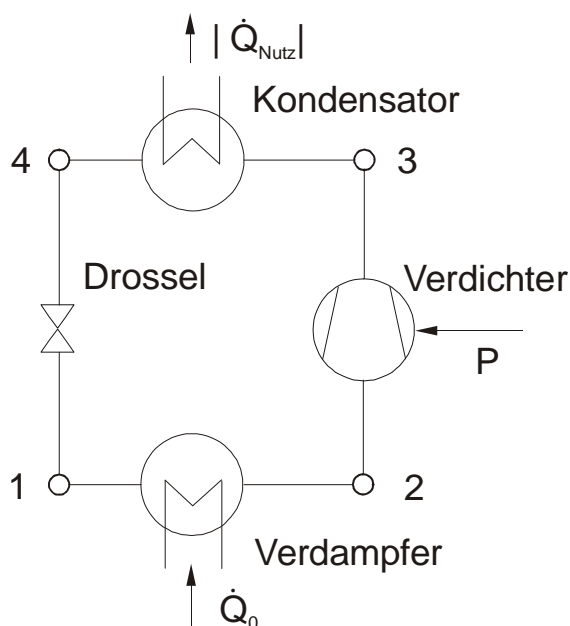 | Q̇Nutz|
Kondensator
4
3
Drossel
Verdichter
P
1
2
Verdampfer
Q̇0